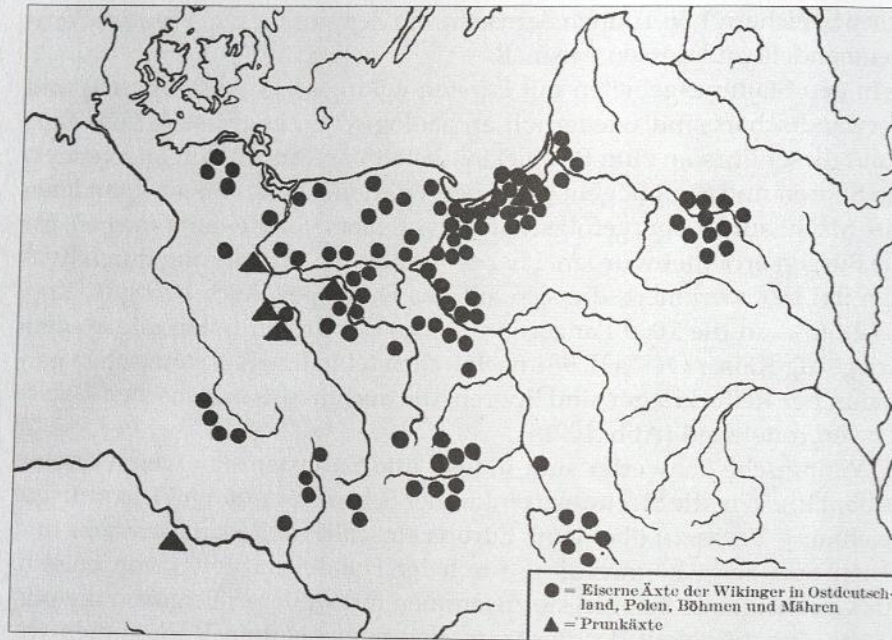 = Eiserne Äxte der Wikinger in Ostdeutsch-
land, Polen, Böhmen und Mähren
= Prunkäxte